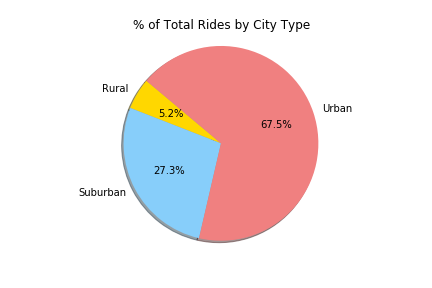 % of Total Rides by City Type
Rural
5.2%
Urban
67.5%
27.3%
Suburban